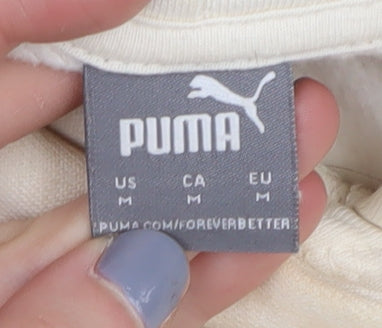 PUMA
US CA EU
M M M
PUMA.COM/FOREVERBETTER